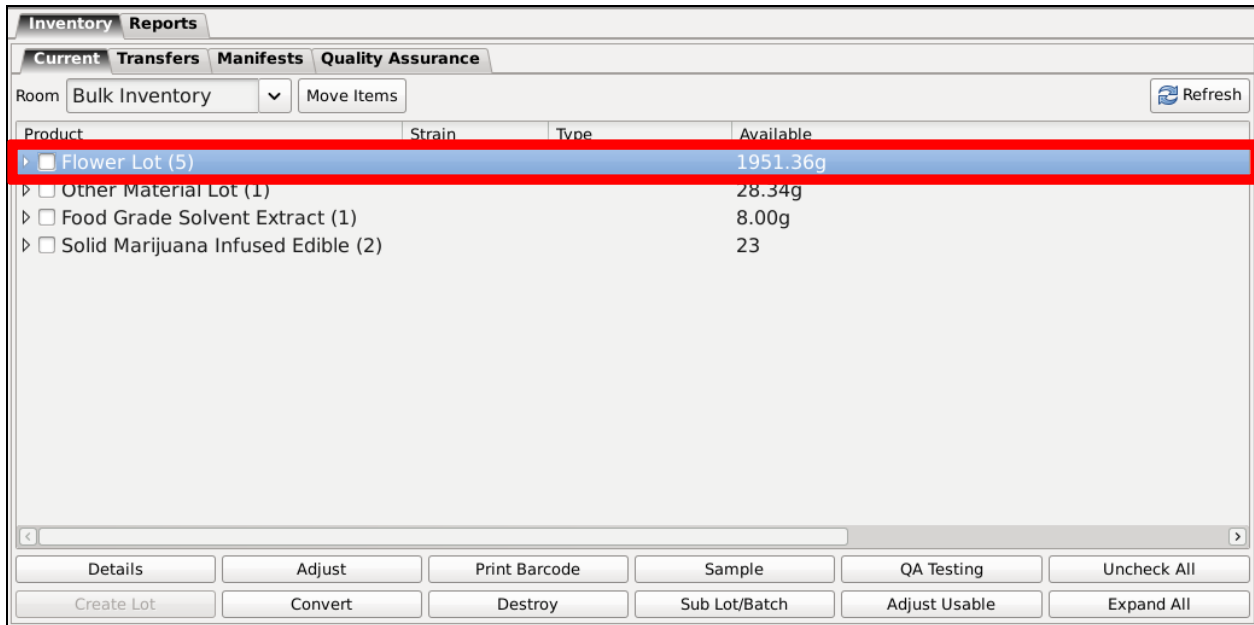 Inventory Reports
Current Transfers Manifests Quality Assurance
Room Bulk Inventory Move Items Refresh
Product Strain Type Available
Flower Lot (5) 1951.36g
Other Material Lot (1) 28.34g
Food Grade Solvent Extract (1) 8.00g
Solid Marijuana Infused Edible (2) 23
Details Adjust Print Barcode Sample QA Testing Uncheck All
Create Lot Convert Destroy Sub Lot/Batch Adjust Usable Expand All